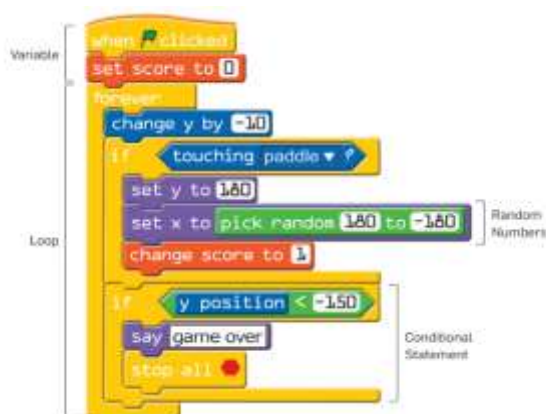 when clicked
Variable
set score to 0
forever
change y by -10
if touching paddle ?
set y to 180
set x to pick random 180 to -180
Random
Numbers
Loop
change score to 1
if y position < -150
say game over
Conditional
Statement
stop all